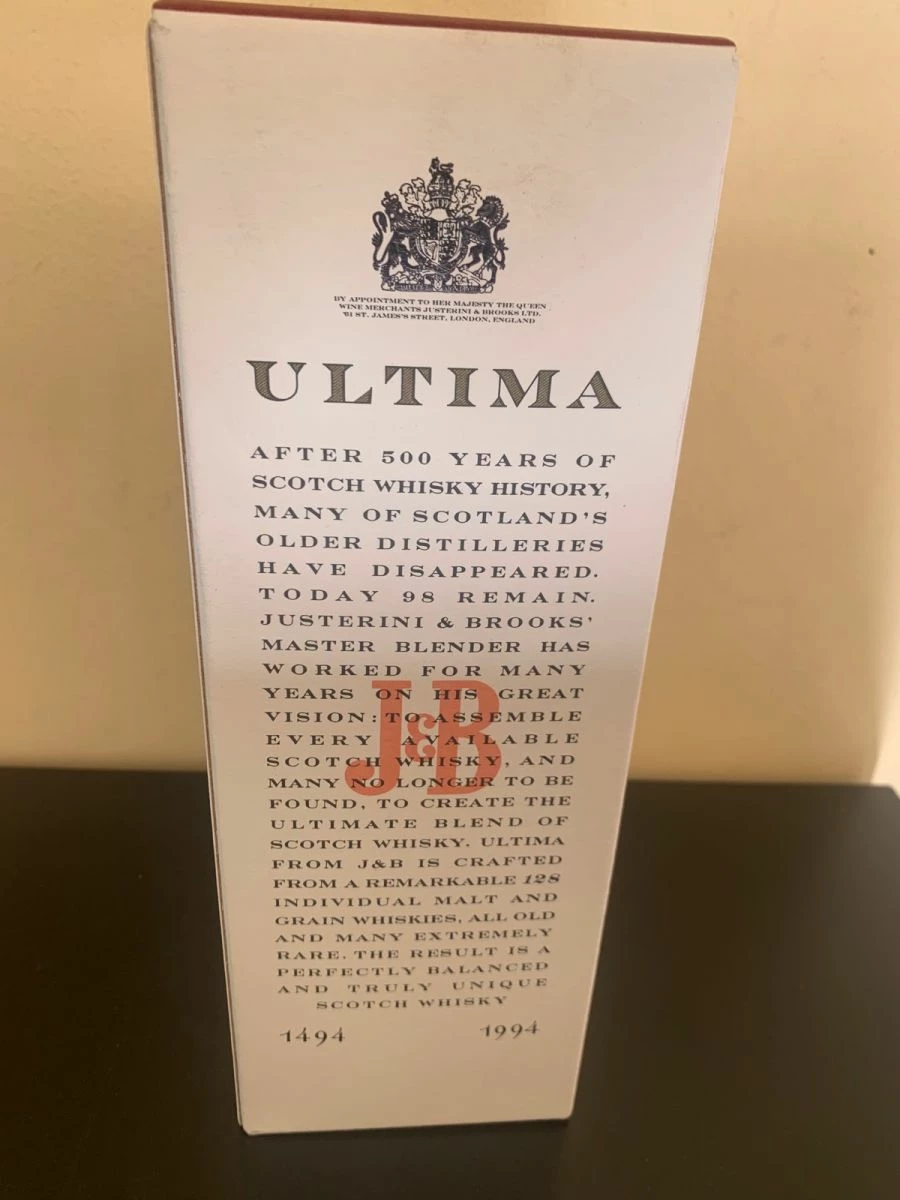 BY APPOINTMENT TO HER MAJESTY THE QUEEN
WINE MERCHANTS JUSTERINI & BROOKS LTD.
61 ST. JAMES'S STREET, LONDON, ENGLAND
ULTIMA
AFTER 500 YEARS OF
SCOTCH WHISKY HISTORY,
MANY OF SCOTLAND'S
OLDER DISTILLERIES
HAVE DISAPPEARED.
TODAY 98 REMAIN.
JUSTERINI & BROOKS'
MASTER BLENDER HAS
WORKED FOR MANY
YEARS ON HIS GREAT
VISION: TO ASSEMBLE
EVERY AVAILABLE
SCOTCH WHISKY, AND
MANY NO LONGER TO BE
FOUND, TO CREATE THE
ULTIMATE BLEND OF
SCOTCH WHISKY. ULTIMA
FROM J&B IS CRAFTED
FROM A REMARKABLE 128
INDIVIDUAL MALT AND
GRAIN WHISKIES, ALL OLD
AND MANY EXTREMELY
RARE. THE RESULT IS A
PERFECTLY BALANCED
AND TRULY UNIQUE
SCOTCH WHISKY
J&B
1494 1994